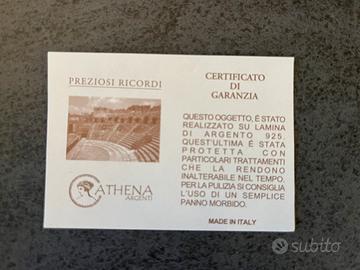 PREZIOSI RICORDI
ATHENA
ARGENTI
CERTIFICATO
DI
GARANZIA
QUESTO OGGETTO, È STATO
REALIZZATO SU LAMINA
DI ARGENTO 925.
QUEST'ULTIMA È STATA
PROTETTA CON
PARTICOLARI TRATTAMENTI
CHE LA RENDONO
INALTERABILE NEL TEMPO.
PER LA PULIZIA SI CONSIGLIA
L'USO DI UN SEMPLICE
PANNO MORBIDO.
MADE IN ITALY
subito